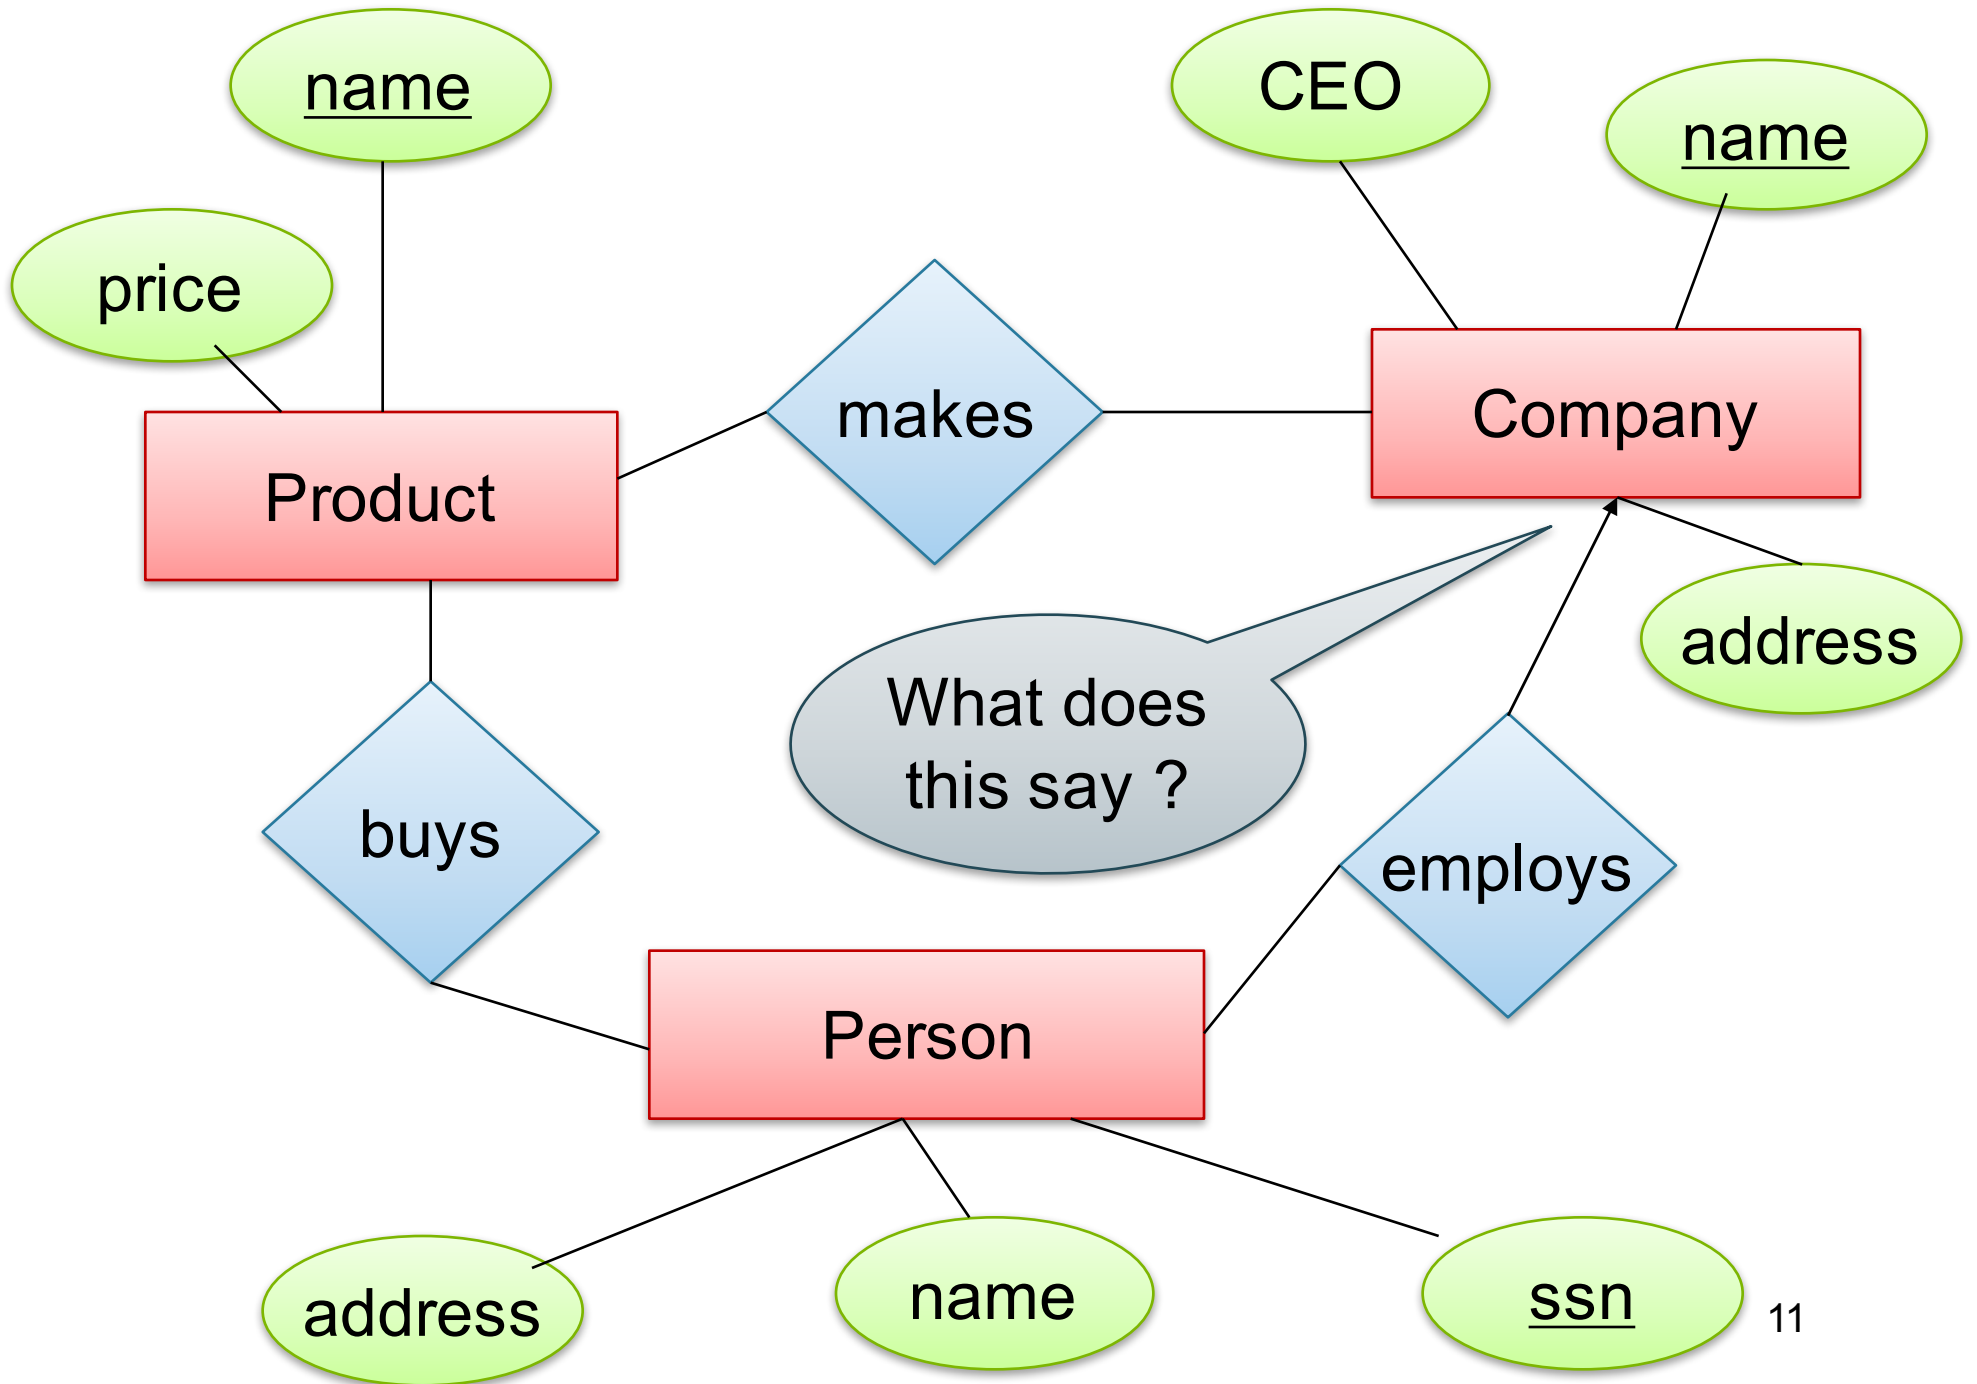 name
CEO
name
price
makes
Company
Product
address
What does
this say ?
buys
employs
Person
address
name
ssn
11